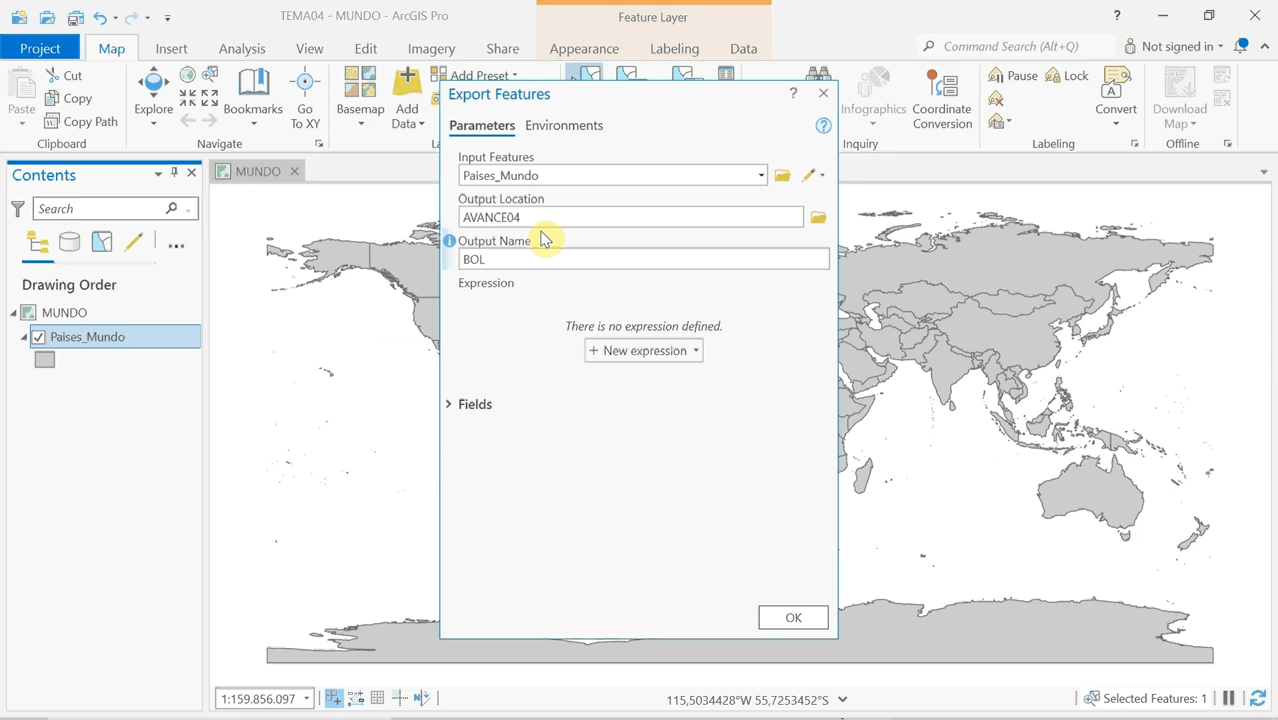 TEMA04 - MUNDO - ArcGIS Pro
Feature Layer
?
Project
Map
Insert
Analysis
View
Edit
Imagery
Share
Appearance
Labeling
Data
Command Search (Alt+Q)
Not signed in
Paste
Cut
Copy
Copy Path
Clipboard
Explore
Bookmarks
Go
To XY
Navigate
Basemap
Add
Data
Add Preset
Infographics
Coordinate
Conversion
Inquiry
Pause
Lock
Convert
Labeling
Download
Map
Offline
Contents
Search
Drawing Order
MUNDO
Paises_Mundo
MUNDO
Export Features
?
Parameters
Environments
?
Input Features
Paises_Mundo
Output Location
AVANCE04
Output Name
BOL
Expression
There is no expression defined.
+ New expression
Fields
OK
1:159.856.097
115,5034428°W 55,7253452°S
Selected Features: 1